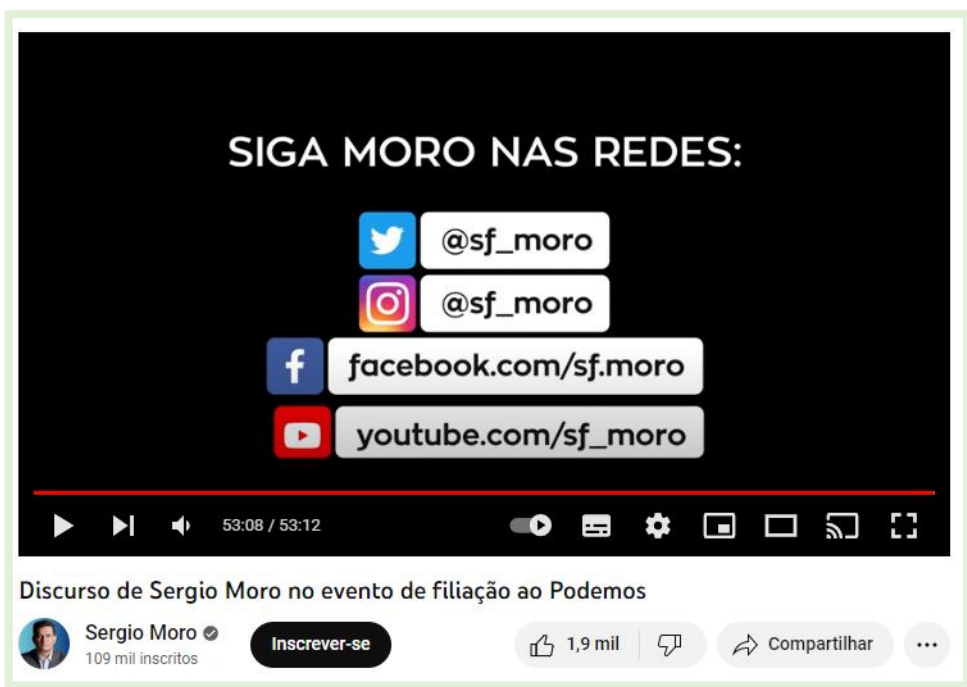 SIGA MORO NAS REDES:
@sf_moro
@sf_moro
facebook.com/sf.moro
youtube.com/sf_moro
53:08 / 53:12
Discurso de Sergio Moro no evento de filiação ao Podemos
Sergio Moro
109 mil inscritos
Inscrever-se
1,9 mil
Compartilhar